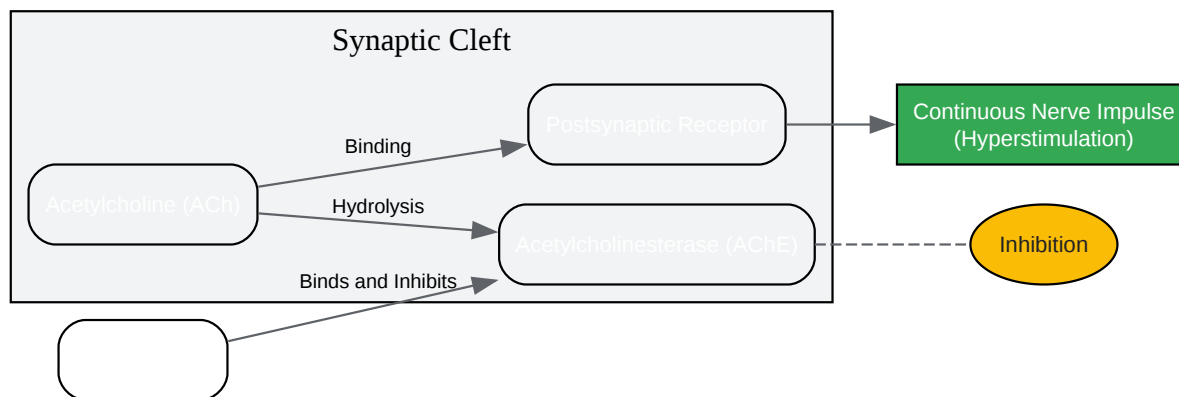 Synaptic Cleft
Postsynaptic Receptor
Continuous Nerve Impulse
(Hyperstimulation)
Binding
Acetylcholine (ACh)
Hydrolysis
Acetylcholinesterase (AChE)
Inhibition
Binds and Inhibits